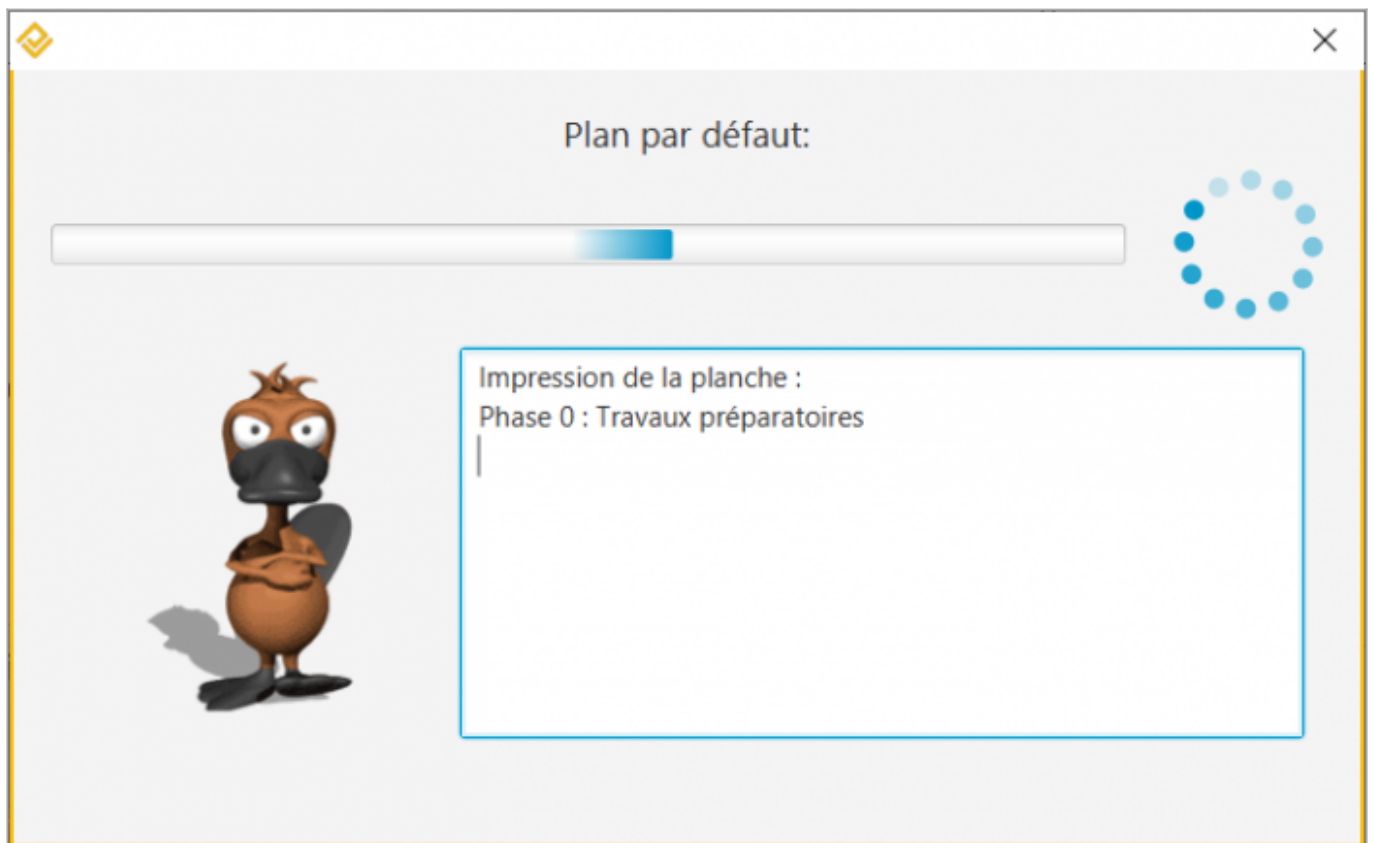 Plan par défaut:
Impression de la planche :
Phase 0 : Travaux préparatoires